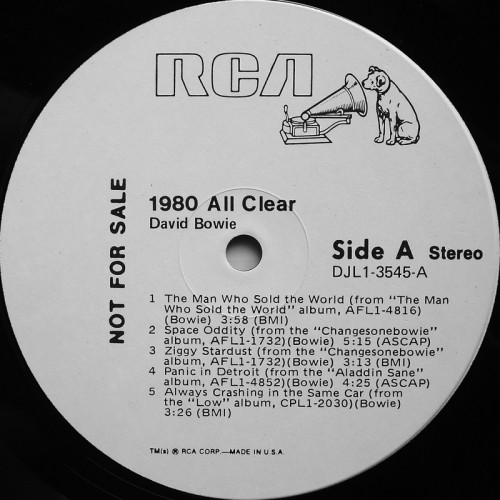 RCA
NOT FOR SALE
1980 All Clear
David Bowie
Side A Stereo
DJL1-3545-A
1 The Man Who Sold the World (from "The Man
Who Sold the World" album, AFL1-4816)
(Bowie) 3:58 (BMI)
2 Space Oddity (from the "Changesonebowie"
album, AFL1-1732)(Bowie) 5:15 (ASCAP)
3 Ziggy Stardust (from the "Changesonebowie"
album, AFL1-1732)(Bowie) 3:13 (BMI)
4 Panic in Detroit (from the "Aladdin Sane"
album, AFL1-4852)(Bowie) 4:25 (ASCAP)
5 Always Crashing in the Same Car (from
the "Low" album, CPL1-2030)(Bowie)
3:26 (BMI)
TM(s) ® RCA CORP.—MADE IN U.S.A.